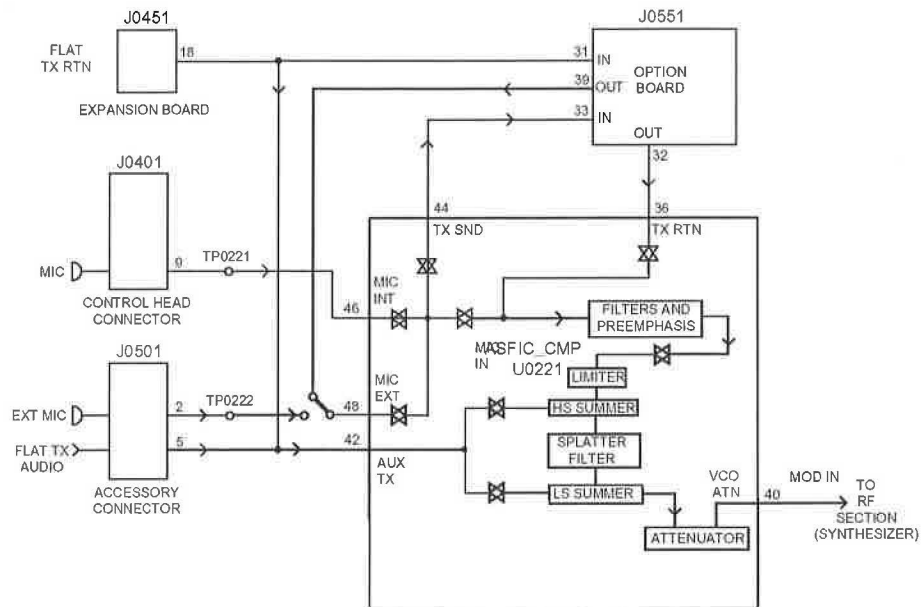 J0451
J0551
FLAT
TX RTN
18
31
IN
39
OUT
OPTION
BOARD
EXPANSION BOARD
33
IN
OUT
32
J0401
44
36
TX SND
TX RTN
MIC
9
TP0221
MIC
INT
46
CONTROL HEAD
CONNECTOR
FILTERS AND
PREEMPHASIS
MIC
IN
ASFIC_CMP
U0221
J0501
LIMITER
MIC
EXT
EXT MIC
2
TP0222
48
HS SUMMER
FLAT TX
AUDIO
5
42
AUX
TX
SPLATTER
FILTER
ACCESSORY
CONNECTOR
LS SUMMER
VCO
ATN
40
MOD IN
TO
RF
SECTION
(SYNTHESIZER)
ATTENUATOR